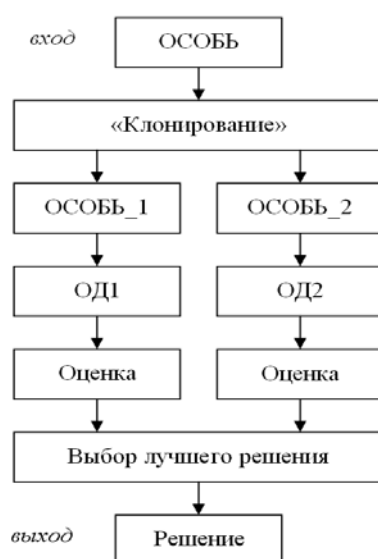 вход
ОСОБЬ
«Клонирование»
ОСОБЬ_1 ОСОБЬ_2
ОД1 ОД2
Оценка Оценка
Выбор лучшего решения
выход
Решение